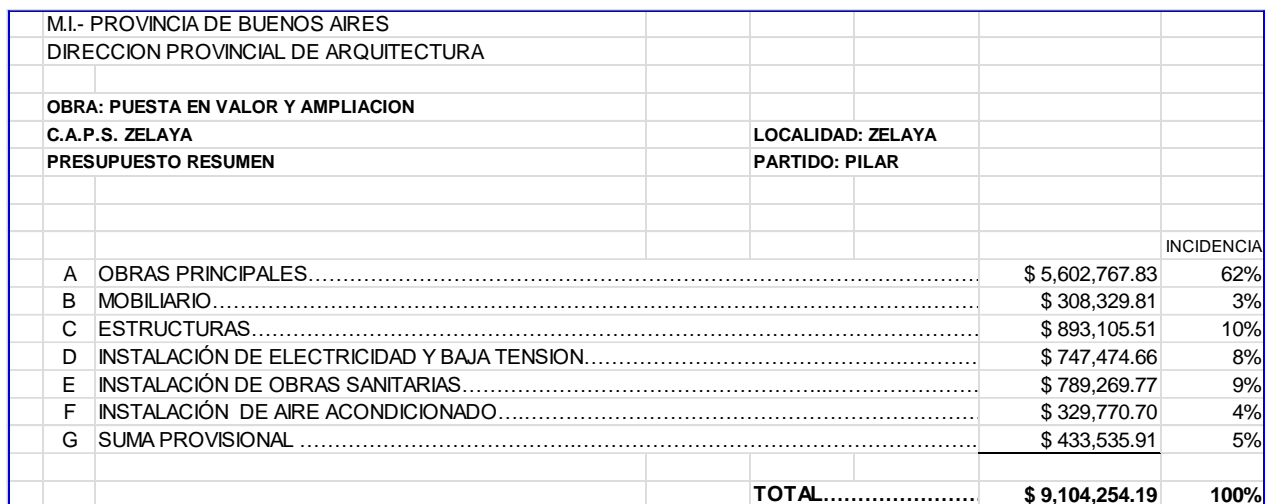 M.I.- PROVINCIA DE BUENOS AIRES
DIRECCION PROVINCIAL DE ARQUITECTURA
OBRA: PUESTA EN VALOR Y AMPLIACION
C.A.P.S. ZELAYA LOCALIDAD: ZELAYA
PRESUPUESTO RESUMEN PARTIDO: PILAR
INCIDENCIA
A OBRAS PRINCIPALES... $ 5,602,767.83 62%
B MOBILIARIO... $ 308,329.81 3%
C ESTRUCTURAS... $ 893,105.51 10%
D INSTALACIÓN DE ELECTRICIDAD Y BAJA TENSION... $ 747,474.66 8%
E INSTALACIÓN DE OBRAS SANITARIAS... $ 789,269.77 9%
F INSTALACIÓN DE AIRE ACONDICIONADO... $ 329,770.70 4%
G SUMA PROVISIONAL ... $ 433,535.91 5%
TOTAL... $ 9,104,254.19 100%